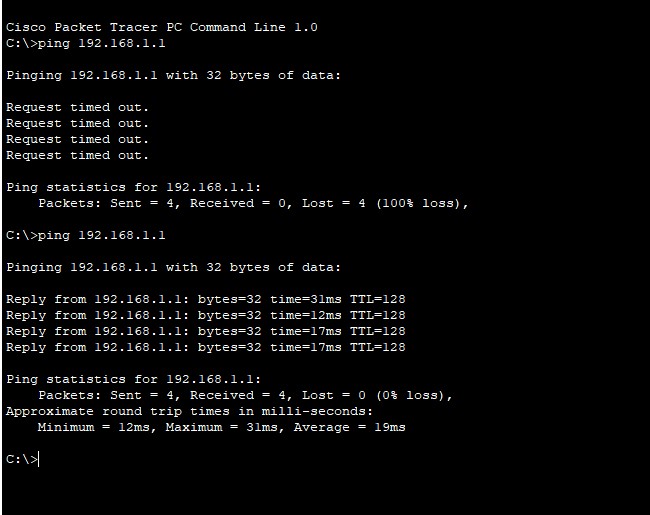 Cisco Packet Tracer PC Command Line 1.0
C:\>ping 192.168.1.1
Pinging 192.168.1.1 with 32 bytes of data:
Request timed out.
Request timed out.
Request timed out.
Request timed out.
Ping statistics for 192.168.1.1:
Packets: Sent = 4, Received = 0, Lost = 4 (100% loss),
C:\>ping 192.168.1.1
Pinging 192.168.1.1 with 32 bytes of data:
Reply from 192.168.1.1: bytes=32 time=31ms TTL=128
Reply from 192.168.1.1: bytes=32 time=12ms TTL=128
Reply from 192.168.1.1: bytes=32 time=17ms TTL=128
Reply from 192.168.1.1: bytes=32 time=17ms TTL=128
Ping statistics for 192.168.1.1:
Packets: Sent = 4, Received = 4, Lost = 0 (0% loss),
Approximate round trip times in milli-seconds:
Minimum = 12ms, Maximum = 31ms, Average = 19ms
C:\>